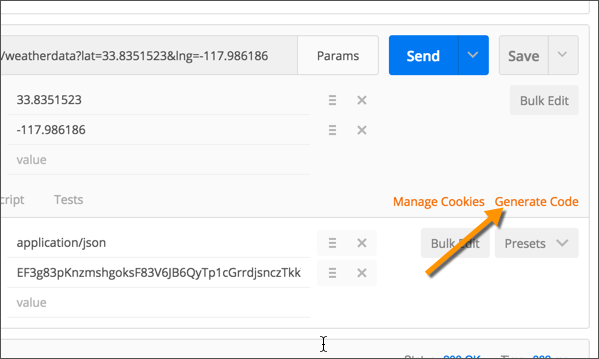 /weatherdata?lat=33.8351523&lng=-117.986186 Params Send Save
33.8351523 Bulk Edit
-117.986186
value
cript Tests Manage Cookies Generate Code
application/json Bulk Edit Presets
EF3g83pKnzmshgoksF83V6JB6QyTp1cGrrdjsnczTkk
value